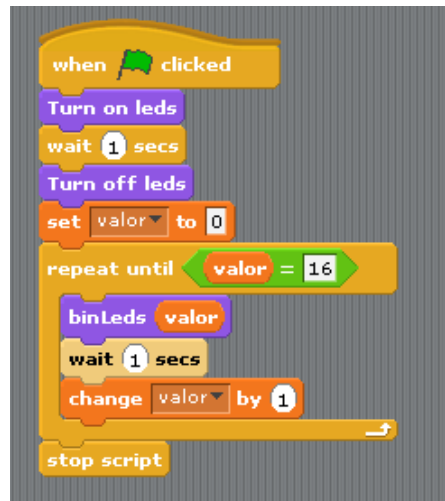 when clicked
Turn on leds
wait 1 secs
Turn off leds
set valor to 0
repeat until valor = 16
binLeds valor
wait 1 secs
change valor by 1
stop script